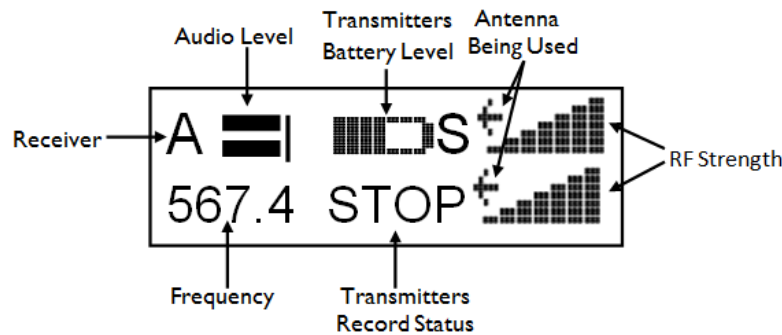 Audio Level
Transmitters
Battery Level
Antenna
Being Used
Receiver
A
S
RF Strength
567.4 STOP
Frequency
Transmitters
Record Status